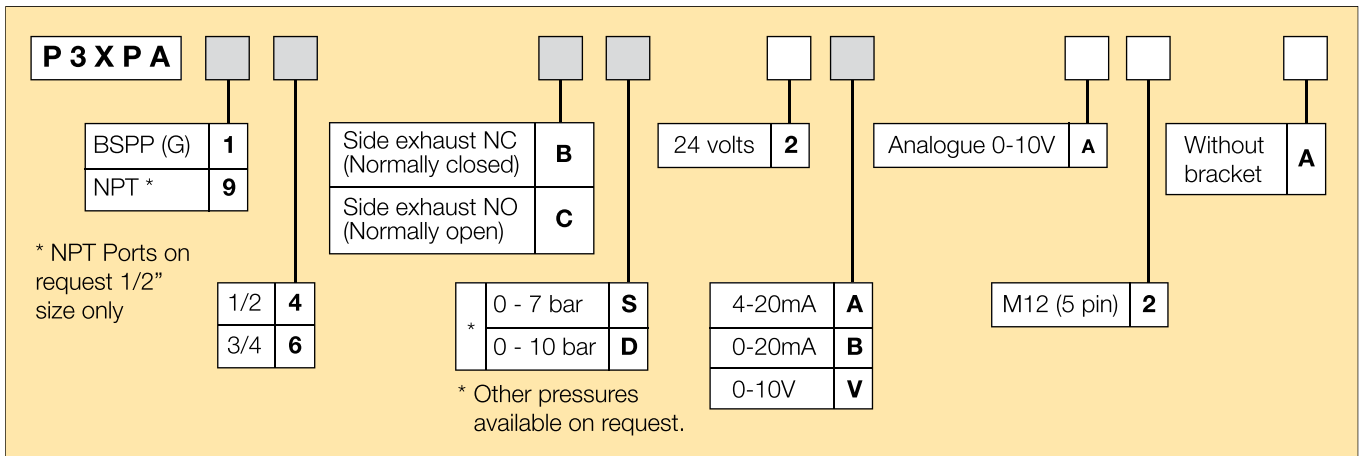 P3XPA
BSPP (G) 1
NPT * 9
* NPT Ports on
request 1/2”
size only
1/2 4
3/4 6
Side exhaust NC
(Normally closed) B
Side exhaust NO
(Normally open) C
* 0 - 7 bar S
0 - 10 bar D
* Other pressures
available on request.
24 volts 2
4-20mA A
0-20mA B
0-10V V
Analogue 0-10V A
M12 (5 pin) 2
Without
bracket A